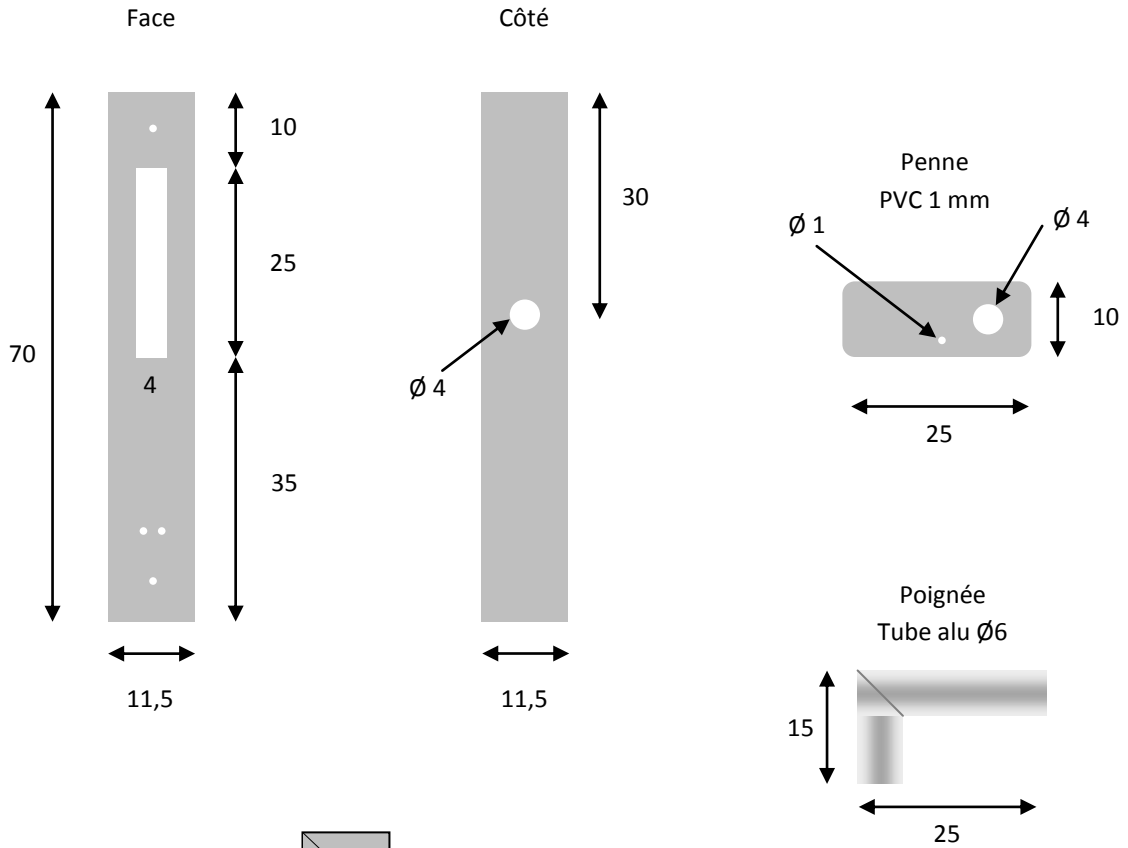 Face
Côté
10
30
25
70
4
Ø 4
35
11,5
11,5
Penne
PVC 1 mm
Ø 1
Ø 4
10
25
Poignée
Tube alu Ø6
15
25